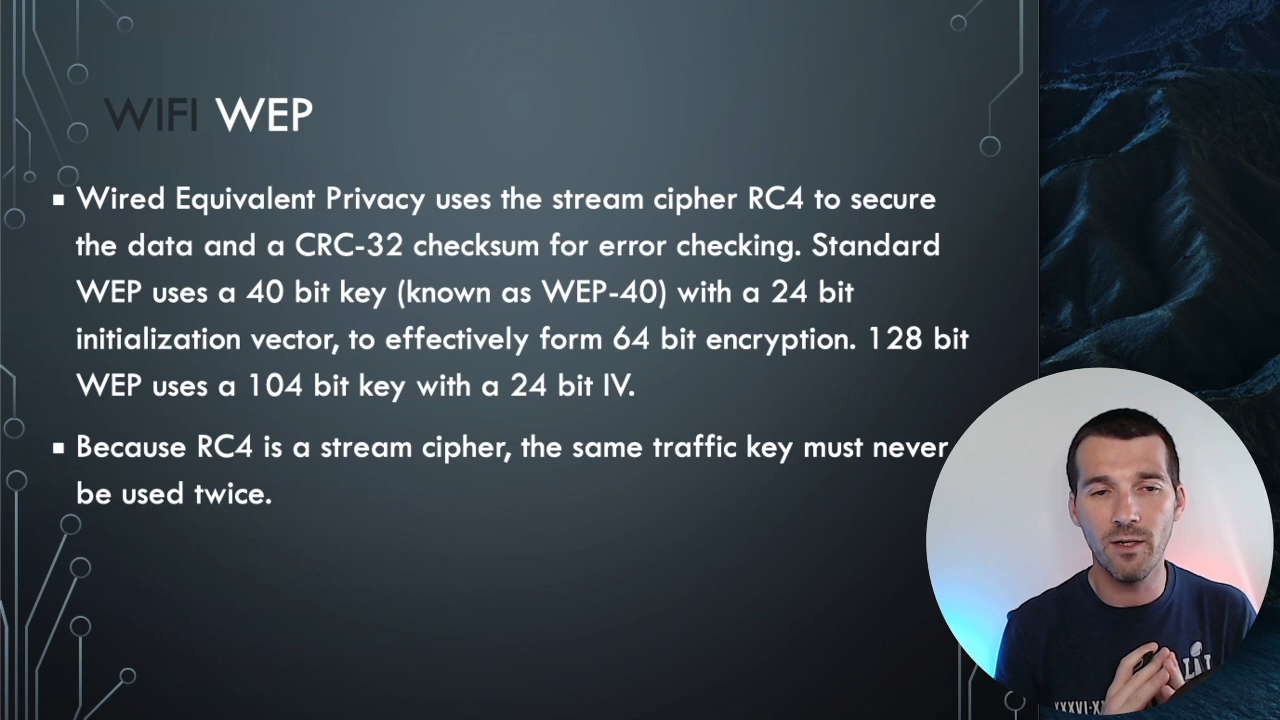 WIFI WEP
▪ Wired Equivalent Privacy uses the stream cipher RC4 to secure
the data and a CRC-32 checksum for error checking. Standard
WEP uses a 40 bit key (known as WEP-40) with a 24 bit
initialization vector, to effectively form 64 bit encryption. 128 bit
WEP uses a 104 bit key with a 24 bit IV.
▪ Because RC4 is a stream cipher, the same traffic key must never
be used twice.